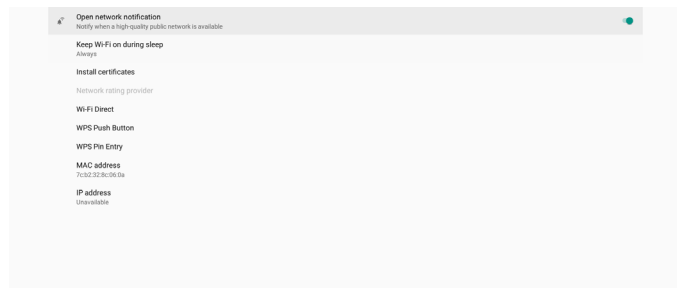 Open network notification
Notify when a high-quality public network is available
Keep Wi-Fi on during sleep
Always
Install certificates
Network rating provider
Wi-Fi Direct
WPS Push Button
WPS Pin Entry
MAC address
7c:b2:32:8c:06:0a
IP address
Unavailable